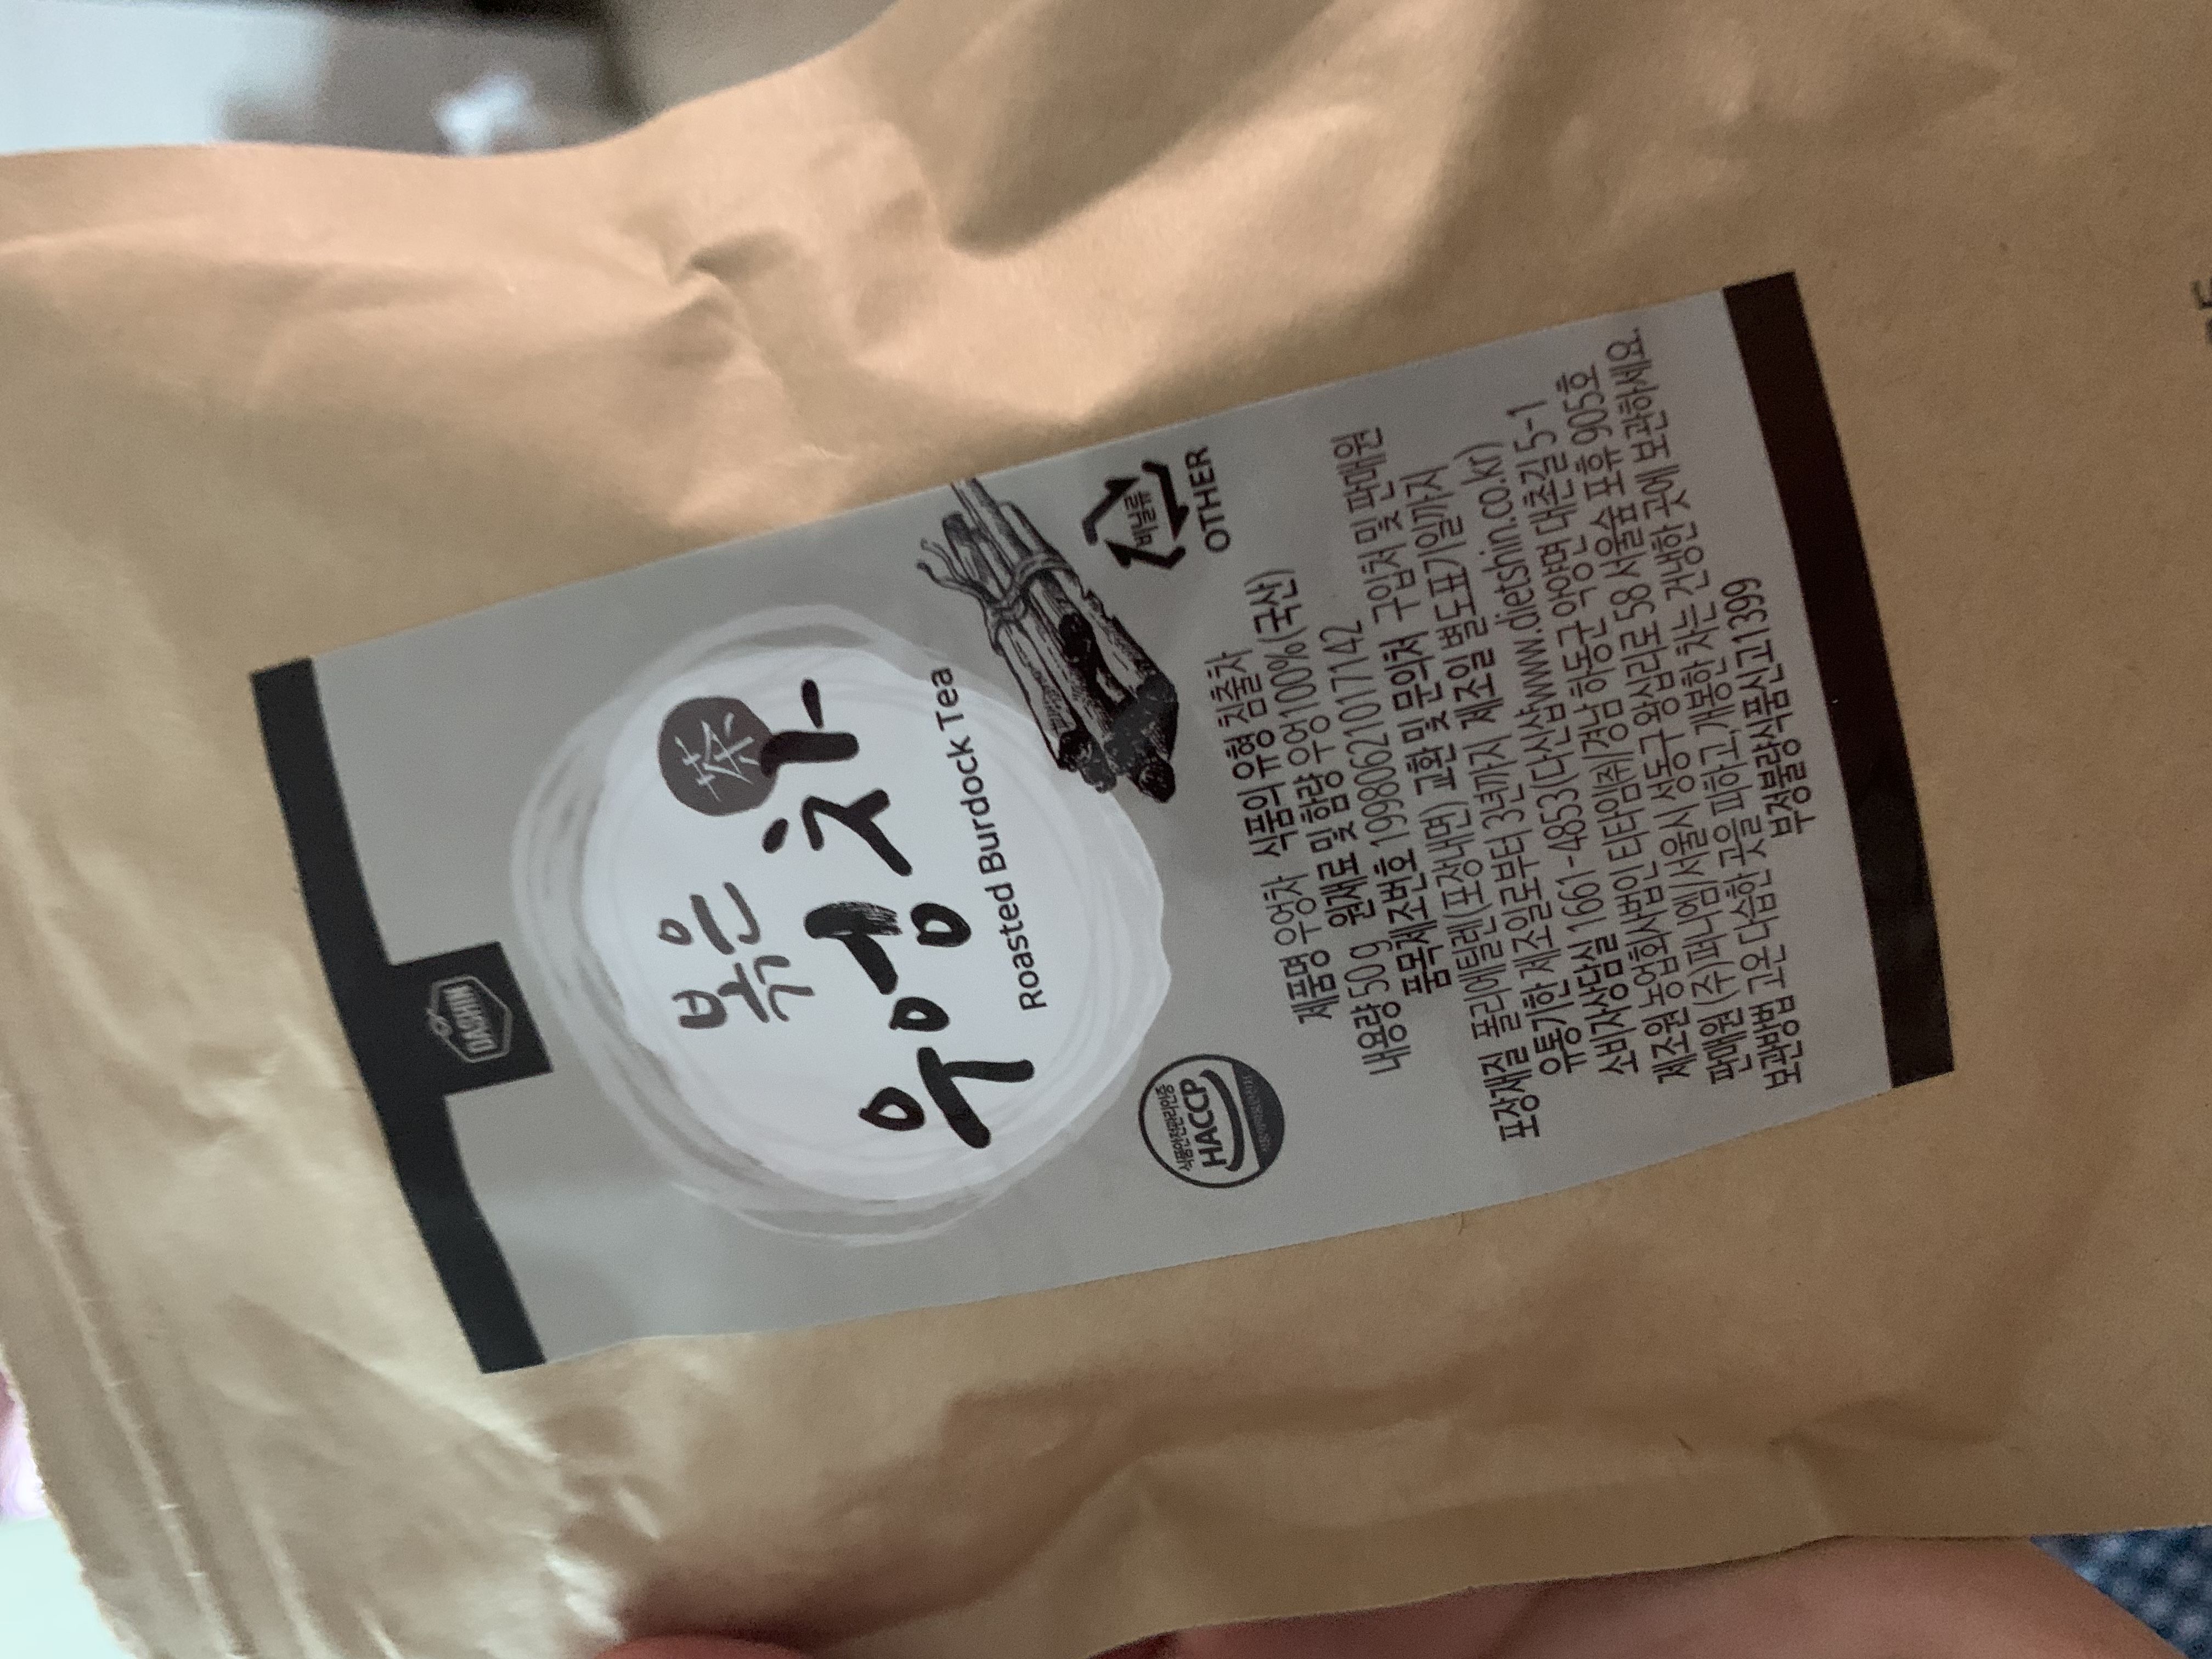 DASHIN
볶은
茶
우엉차
Roasted Burdock Tea
식품안전관리인증
HACCP
비닐류
OTHER
제품명 우엉차 식품의 유형 침출차
내용량 50g 원재료 및 함량 우엉100%(국산)
품목제조번호 19980621017142
포장재질 폴리에틸렌(포장내면) 교환 및 문의처 구입처 및 판매원
유통기한 제조일로부터 3년까지 제조일 별도표기일까지
소비자상담실 1661-4853(다신샵www.dietshin.co.kr)
제조원 농업회사법인 티타임㈜/경남 하동군 악양면 대촌길 5-1
판매원 (주)퍼니엠/서울시 성동구 왕십리로 58 서울숲 포휴 905호
보관방법 고온 다습한 곳을 피하고,개봉한 차는 건냉한 곳에 보관하세요.
부정불량식품신고1399